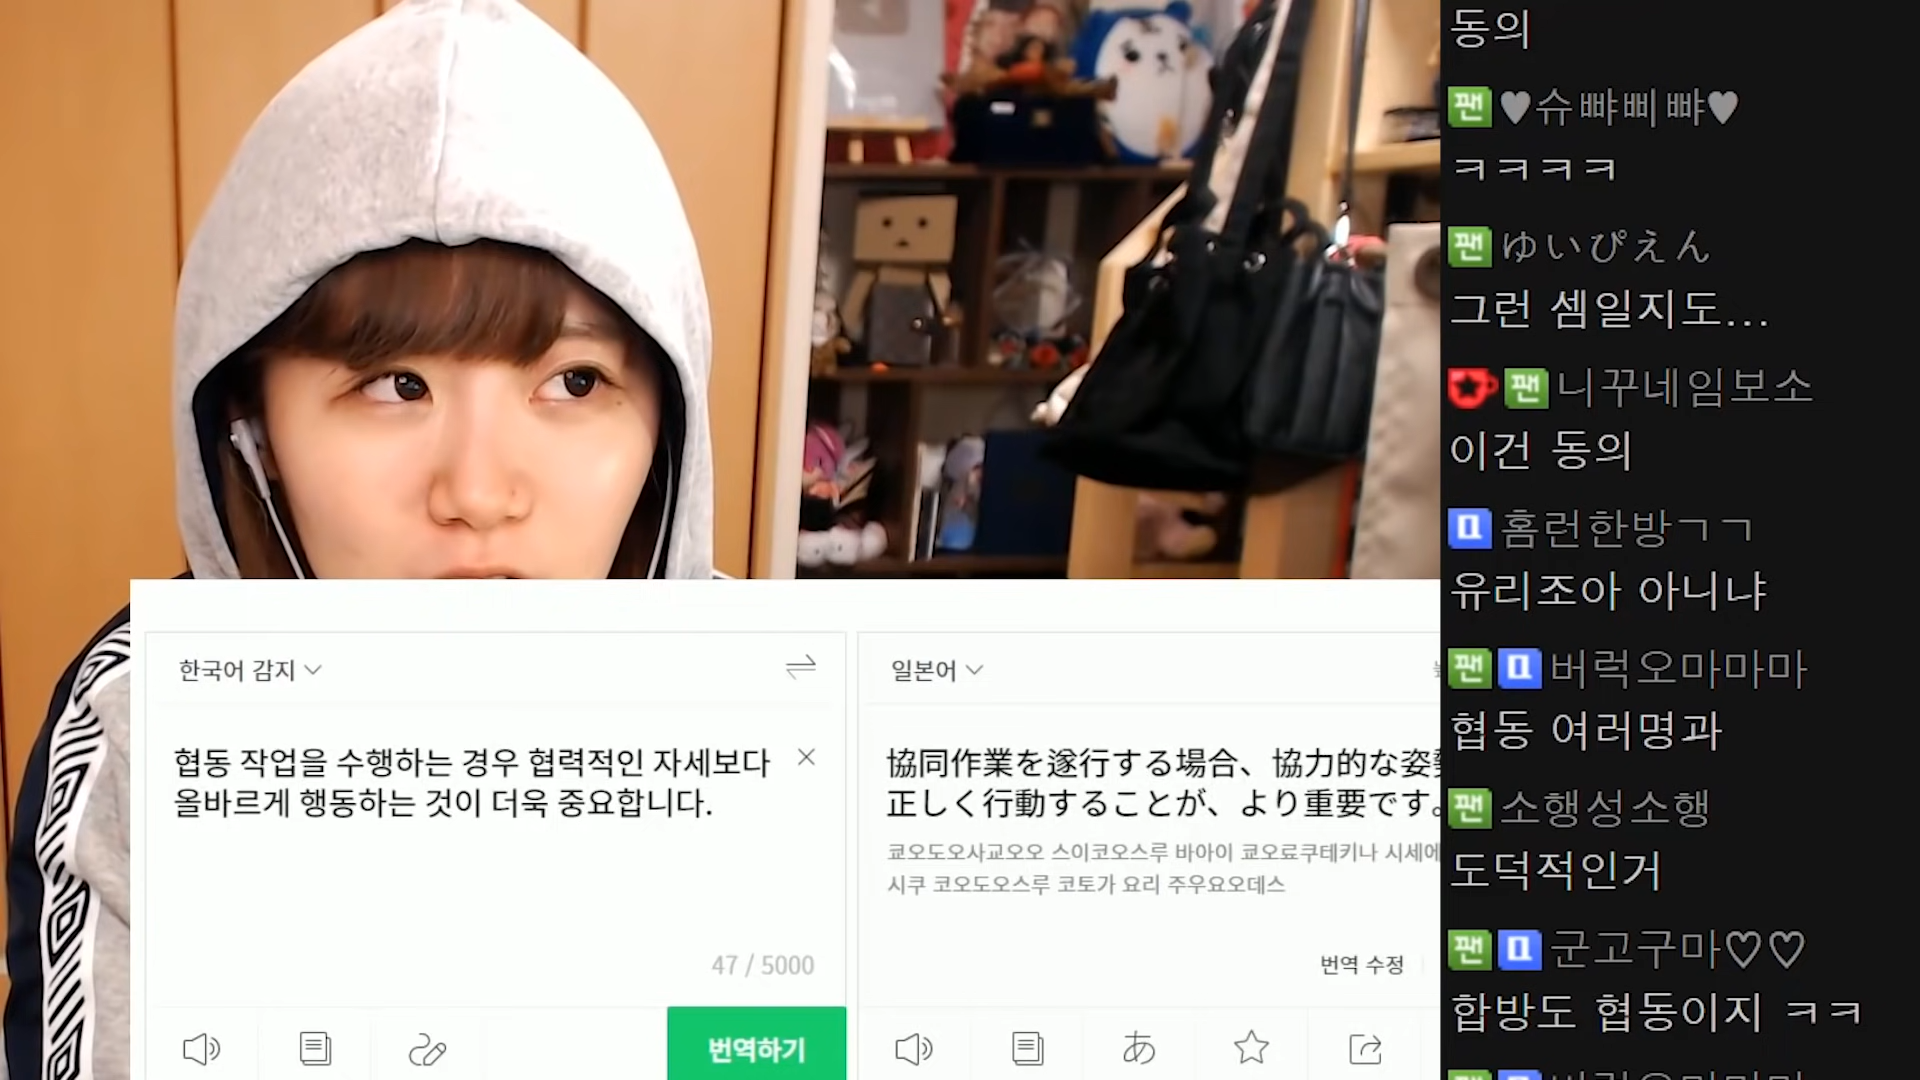 한국어 감지
협동 작업을 수행하는 경우 협력적인 자세보다
올바르게 행동하는 것이 더욱 중요합니다.
47 / 5000
번역하기
일본어
協同作業を遂行する場合、協力的な姿勢
正しく行動することが、より重要です。
쿄오도오사교오오 스이코오스루 바아이 쿄오료쿠테키나 시세에
시쿠 코오도오스루 코토가 요리 주우요오데스
번역 수정
あ
동의
팬 ♥슈뺘삐뺘♥
ㅋㅋㅋㅋ
팬 ゆいぴえん
그런 셈일지도...
팬 니꾸네임보소
이건 동의
홈런한방ㄱㄱ
유리조아 아니냐
팬 버럭오마마마
협동 여러명과
팬 소행성소행
도덕적인거
팬 군고구마♡♡
합방도 협동이지 ㅋㅋ